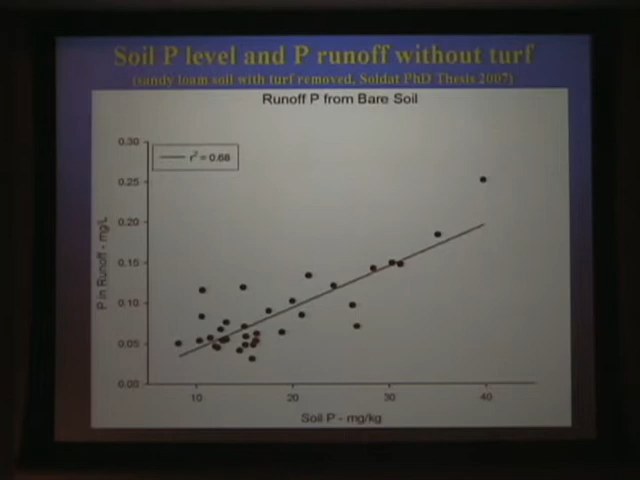 Soil P level and P runoff without turf
(sandy loam soil with turf removed, Soldat PhD Thesis 2007)
Runoff P from Bare Soil
0.30
r² = 0.66
0.25
0.20
0.15
0.10
0.05
0.00
P in Runoff - mg/L
10 20 30 40
Soil P - mg/kg